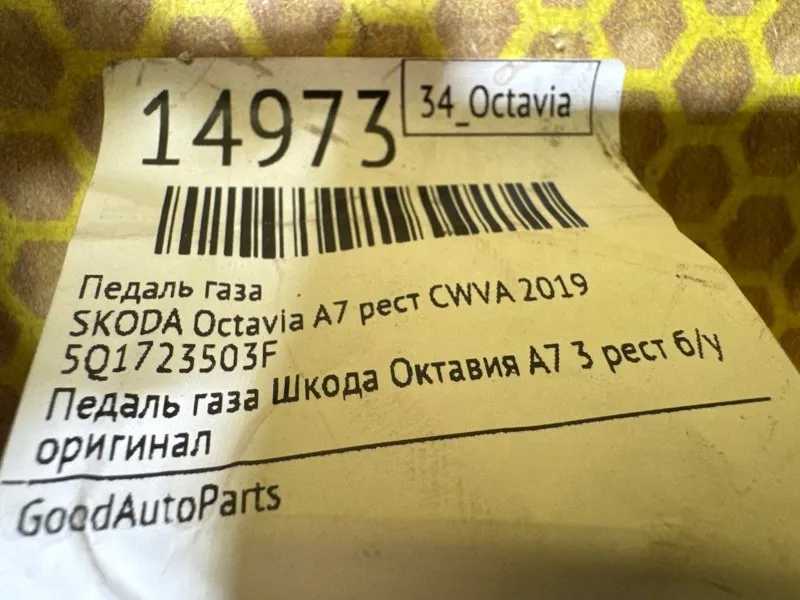 14973
34_Octavia
Педаль газа
SKODA Octavia A7 рест CWVA 2019
5Q1723503F
Педаль газа Шкода Октавия А7 3 рест б/у
оригинал
GoodAutoParts